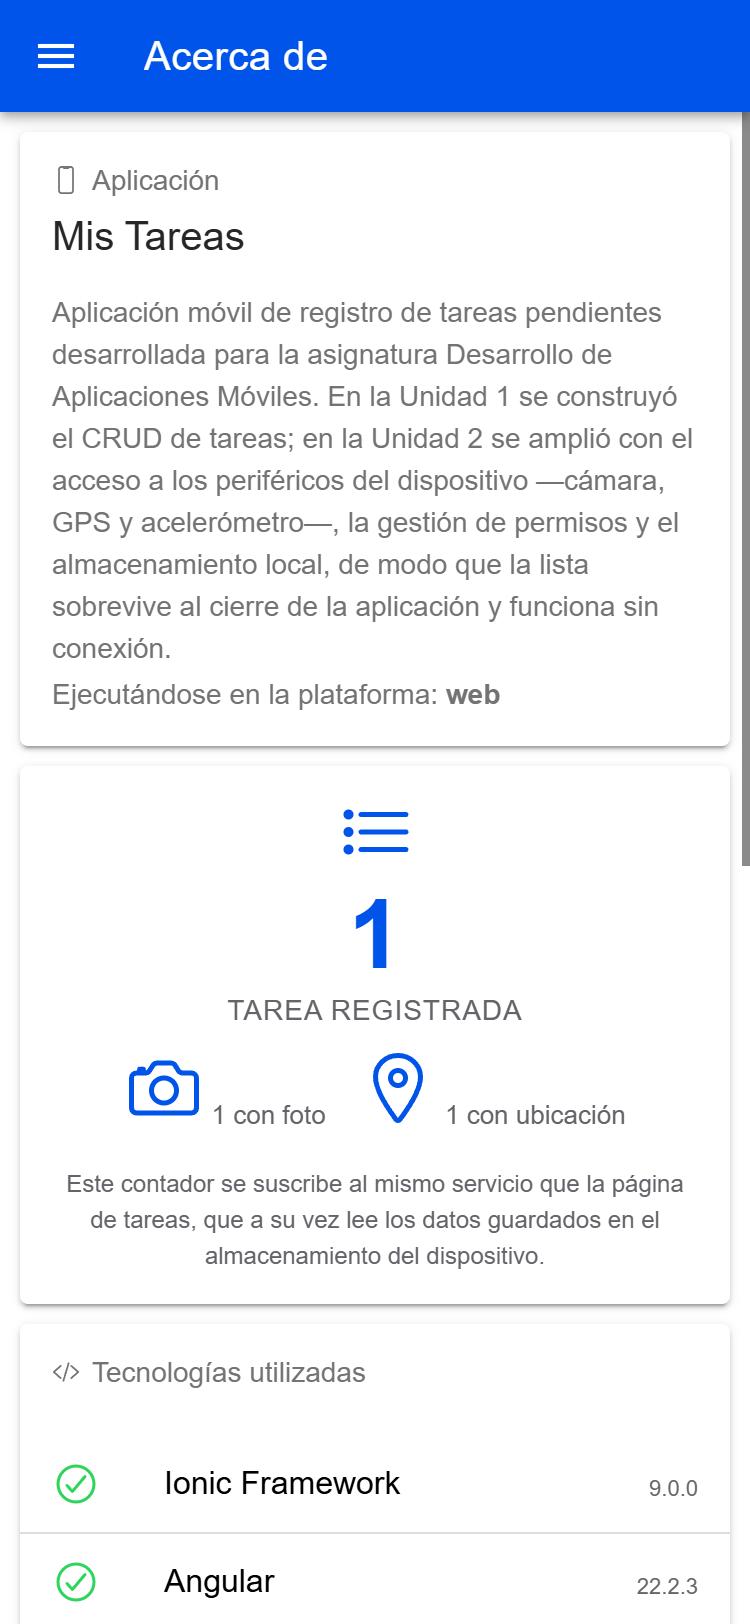 Acerca de
Aplicación
Mis Tareas
Aplicación móvil de registro de tareas pendientes
desarrollada para la asignatura Desarrollo de
Aplicaciones Móviles. En la Unidad 1 se construyó
el CRUD de tareas; en la Unidad 2 se amplió con el
acceso a los periféricos del dispositivo —cámara,
GPS y acelerómetro—, la gestión de permisos y el
almacenamiento local, de modo que la lista
sobrevive al cierre de la aplicación y funciona sin
conexión.
Ejecutándose en la plataforma: web
1
TAREA REGISTRADA
1 con foto 1 con ubicación
Este contador se suscribe al mismo servicio que la página
de tareas, que a su vez lee los datos guardados en el
almacenamiento del dispositivo.
Tecnologías utilizadas
Ionic Framework 9.0.0
Angular 22.2.3